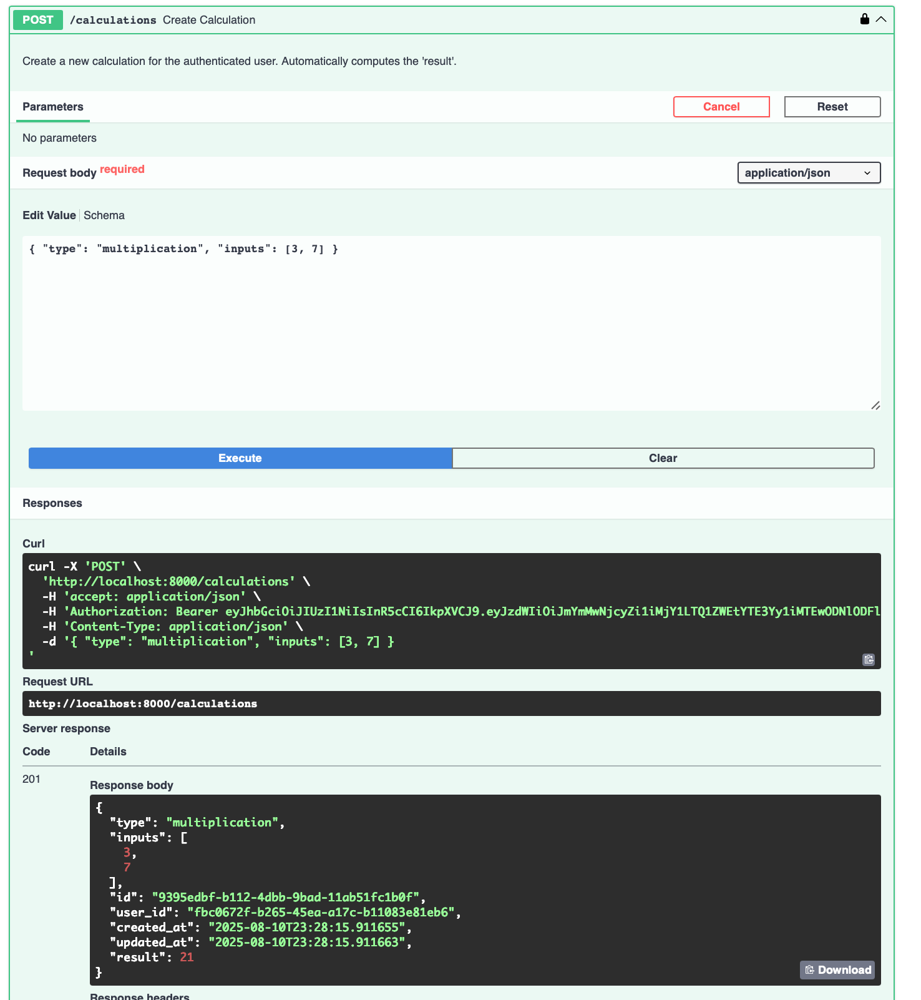 POST /calculations Create Calculation
Create a new calculation for the authenticated user. Automatically computes the 'result'.
Parameters
Cancel
Reset
No parameters
Request body required
application/json
Edit Value Schema
{ "type": "multiplication", "inputs": [3, 7] }
Execute
Clear
Responses
Curl
curl -X 'POST' \
'http://localhost:8000/calculations' \
-H 'accept: application/json' \
-H 'Authorization: Bearer eyJhbGciOiJIUzI1NiIsInR5cCI6IkpXVCJ9.eyJzdWIiOiJmYmMwNjcyZi1iMjY1LTQ1ZWEtYTE3Yy1iMTEwODNlODFl
-H 'Content-Type: application/json' \
-d '{ "type": "multiplication", "inputs": [3, 7] }
'
Request URL
http://localhost:8000/calculations
Server response
Code Details
201
Response body
{
"type": "multiplication",
"inputs": [
3,
7
],
"id": "9395edbf-b112-4dbb-9bad-11ab51fc1b0f",
"user_id": "fbc0672f-b265-45ea-a17c-b11083e81eb6",
"created_at": "2025-08-10T23:28:15.911655",
"updated_at": "2025-08-10T23:28:15.911663",
"result": 21
}
Download
Response headers